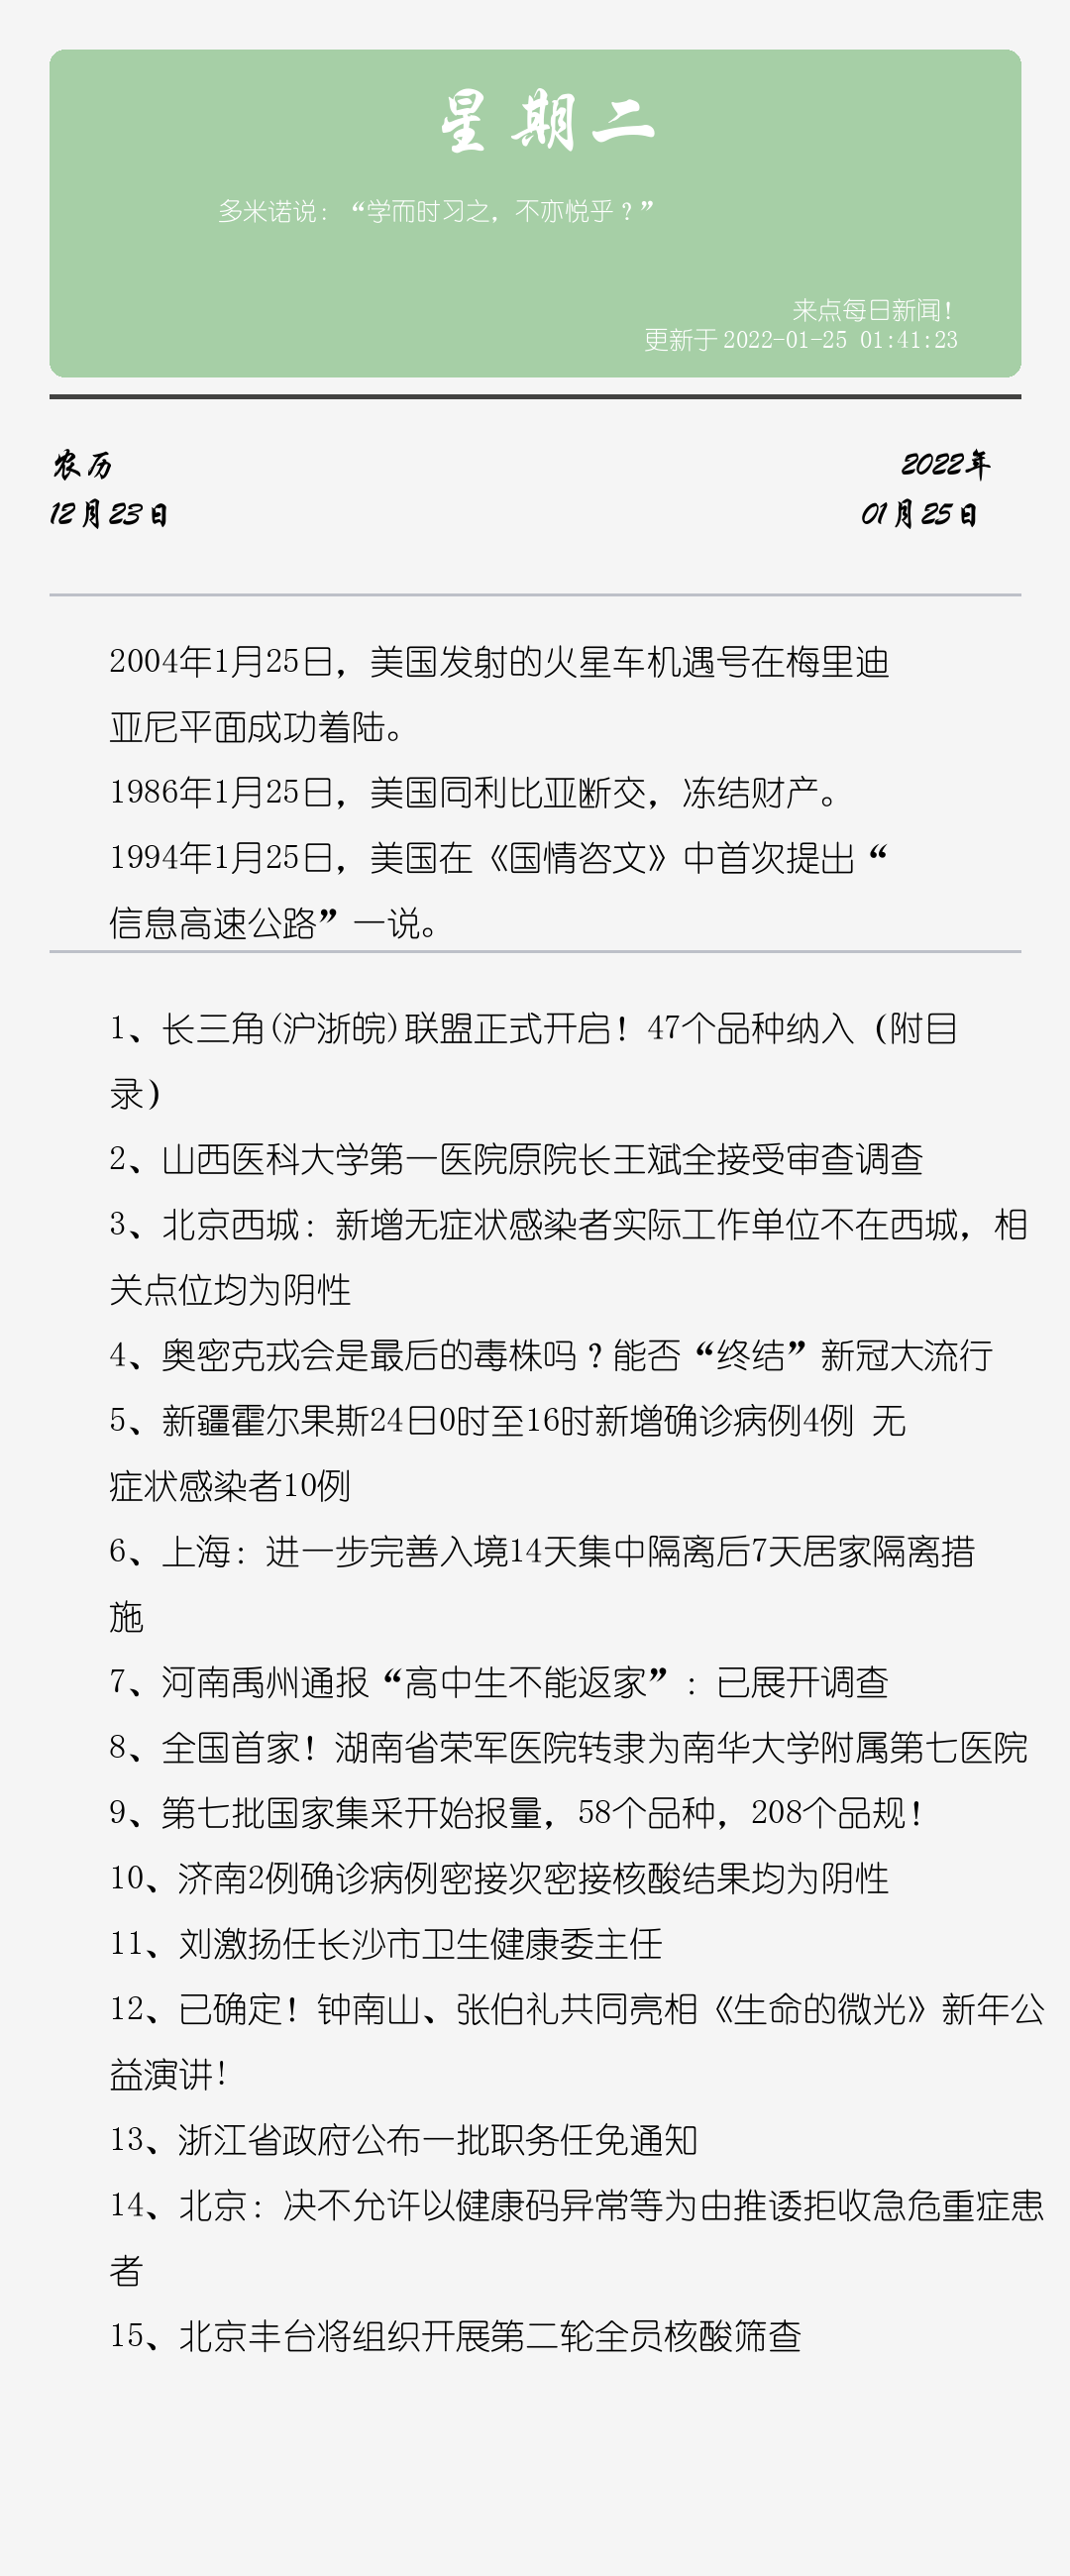 星期二
多米诺说：“学而时习之，不亦悦乎？”
来点每日新闻！
更新于 2022-01-25 01:41:23
农历
12月23日
2022年
01月25日
2004年1月25日，美国发射的火星车机遇号在梅里迪
亚尼平面成功着陆。
1986年1月25日，美国同利比亚断交，冻结财产。
1994年1月25日，美国在《国情咨文》中首次提出“
信息高速公路”一说。
1、长三角(沪浙皖)联盟正式开启！47个品种纳入（附目
录）
2、山西医科大学第一医院原院长王斌全接受审查调查
3、北京西城：新增无症状感染者实际工作单位不在西城，相
关点位均为阴性
4、奥密克戎会是最后的毒株吗？能否“终结”新冠大流行
5、新疆霍尔果斯24日0时至16时新增确诊病例4例 无
症状感染者10例
6、上海：进一步完善入境14天集中隔离后7天居家隔离措
施
7、河南禹州通报“高中生不能返家”：已展开调查
8、全国首家！湖南省荣军医院转隶为南华大学附属第七医院
9、第七批国家集采开始报量，58个品种，208个品规！
10、济南2例确诊病例密接次密接核酸结果均为阴性
11、刘激扬任长沙市卫生健康委主任
12、已确定！钟南山、张伯礼共同亮相《生命的微光》新年公
益演讲!
13、浙江省政府公布一批职务任免通知
14、北京：决不允许以健康码异常等为由推诿拒收急危重症患
者
15、北京丰台将组织开展第二轮全员核酸筛查